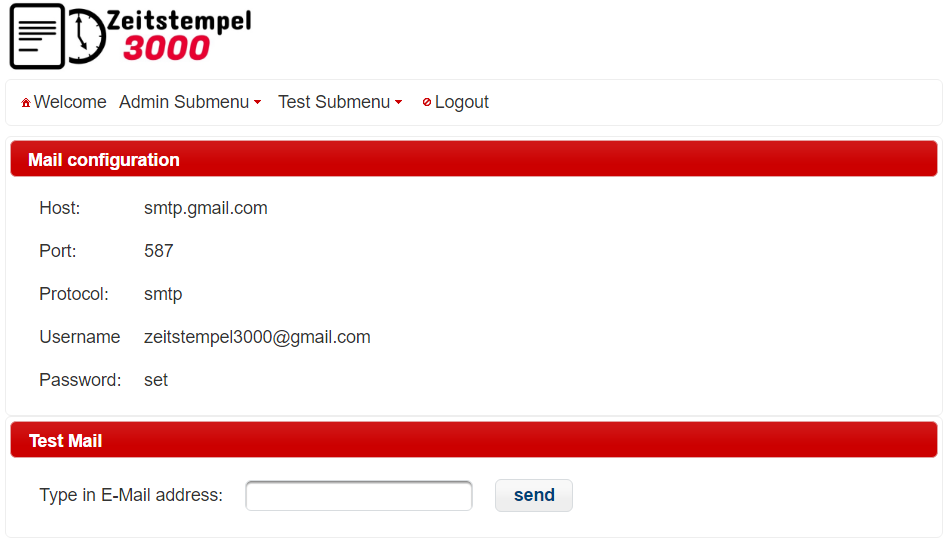 Zeitstempel
3000
Welcome Admin Submenu Test Submenu Logout
Mail configuration
Host: smtp.gmail.com
Port: 587
Protocol: smtp
Username zeitstempel3000@gmail.com
Password: set
Test Mail
Type in E-Mail address: send